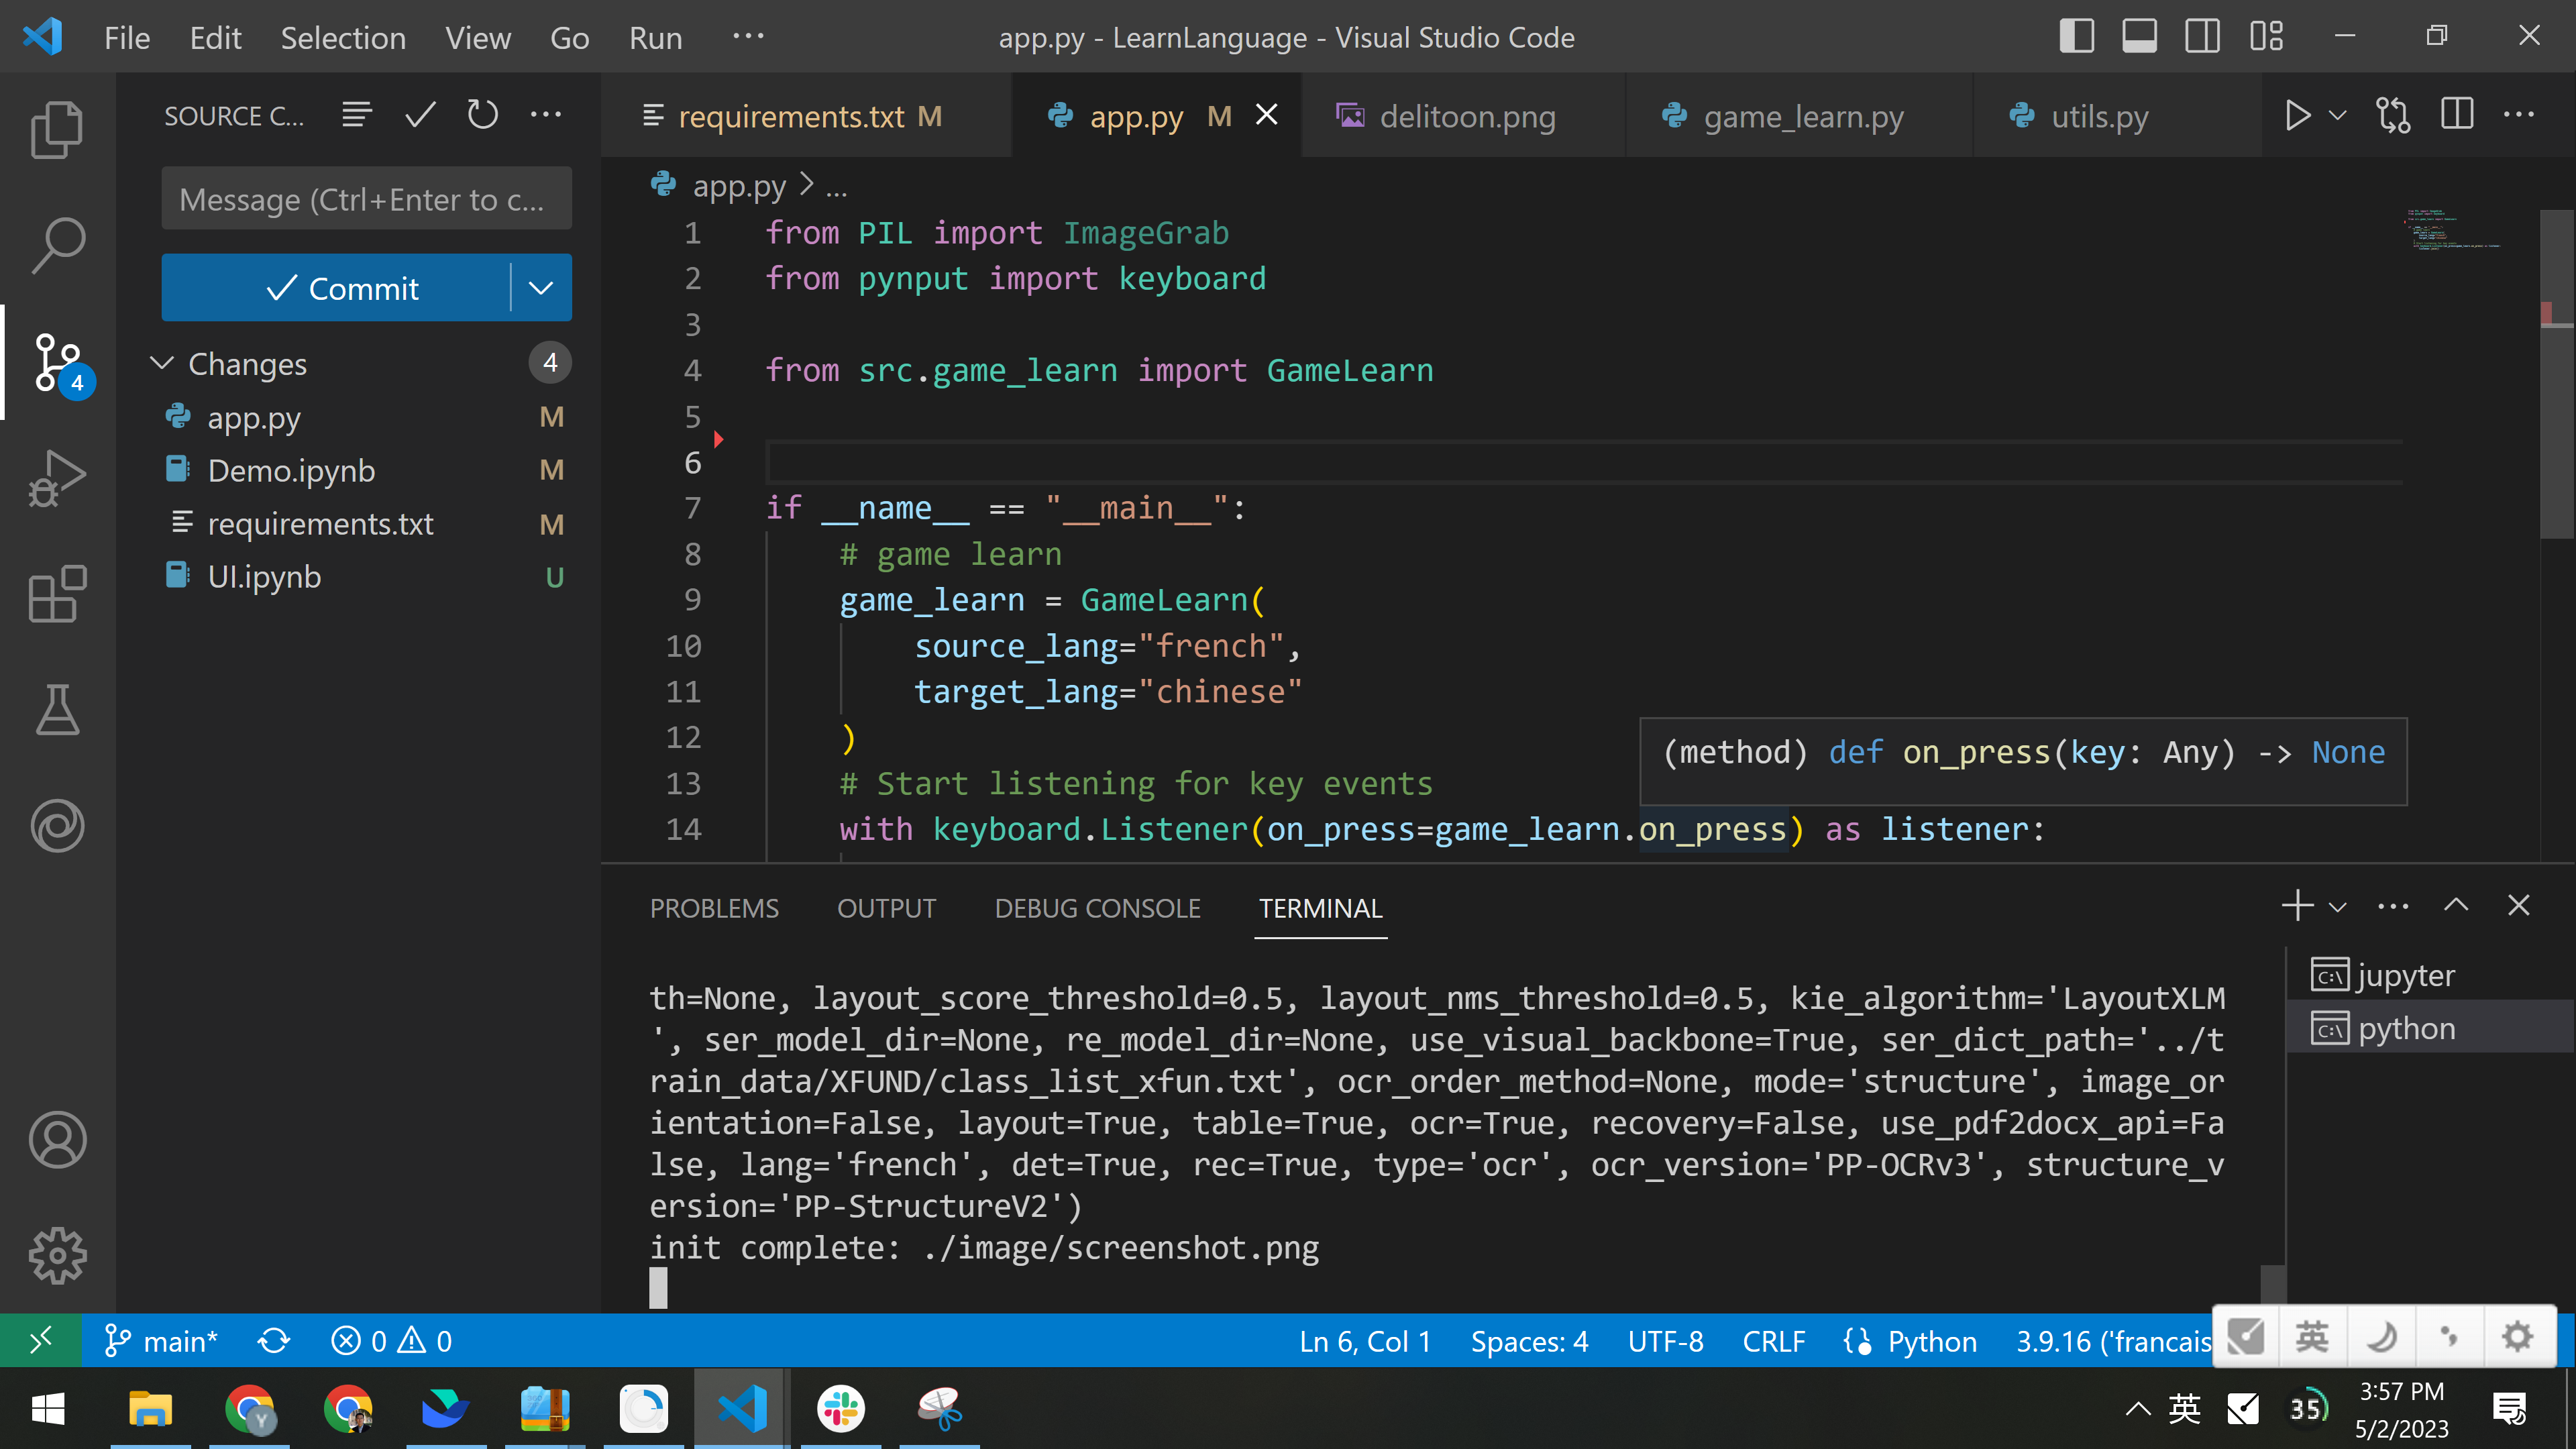 File Edit Selection View Go Run ··· app.py - LearnLanguage - Visual Studio Code
SOURCE C...
Message (Ctrl+Enter to c...
Commit
Changes 4
app.py M
Demo.ipynb M
requirements.txt M
UI.ipynb U
4
requirements.txt M app.py M delitoon.png game_learn.py utils.py
app.py > ...
1 from PIL import ImageGrab
2 from pynput import keyboard
3
4 from src.game_learn import GameLearn
5
6
7 if __name__ == "__main__":
8 # game learn
9 game_learn = GameLearn(
10 source_lang="french",
11 target_lang="chinese"
12 )
(method) def on_press(key: Any) -> None
13 # Start listening for key events
14 with keyboard.Listener(on_press=game_learn.on_press) as listener:
PROBLEMS OUTPUT DEBUG CONSOLE TERMINAL
th=None, layout_score_threshold=0.5, layout_nms_threshold=0.5, kie_algorithm='LayoutXLM
', ser_model_dir=None, re_model_dir=None, use_visual_backbone=True, ser_dict_path='../t
rain_data/XFUND/class_list_xfun.txt', ocr_order_method=None, mode='structure', image_or
ientation=False, layout=True, table=True, ocr=True, recovery=False, use_pdf2docx_api=Fa
lse, lang='french', det=True, rec=True, type='ocr', ocr_version='PP-OCRv3', structure_v
ersion='PP-StructureV2')
init complete: ./image/screenshot.png
jupyter
python
main* 0 0 Ln 6, Col 1 Spaces: 4 UTF-8 CRLF Python 3.9.16 ('francais
英
英 35 3:57 PM
5/2/2023